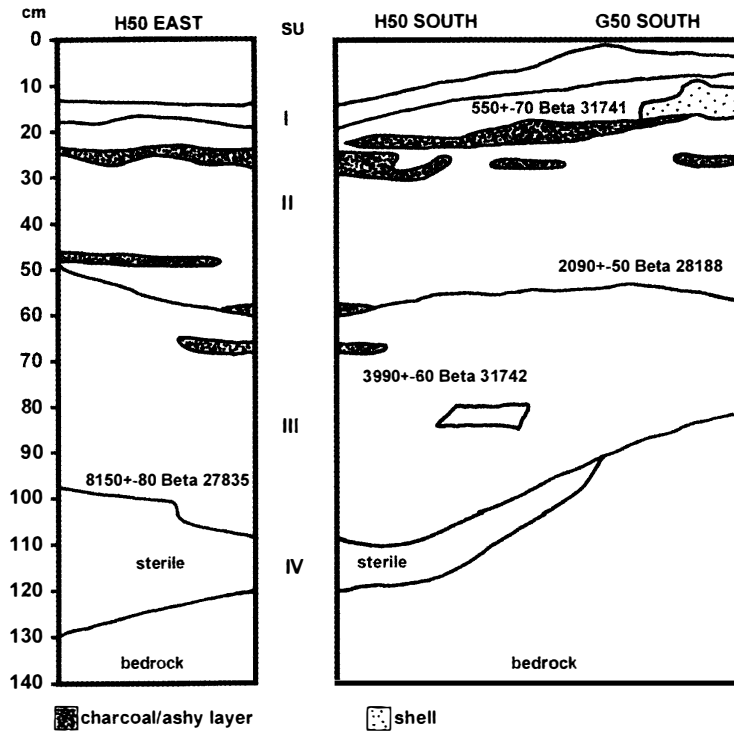 cm
H50 EAST
SU
H50 SOUTH
G50 SOUTH
0
10
20
30
40
50
60
70
80
90
100
110
120
130
140
I
II
III
IV
550+-70 Beta 31741
2090+-50 Beta 28188
3990+-60 Beta 31742
8150+-80 Beta 27835
sterile
sterile
bedrock
bedrock
charcoal/ashy layer
shell